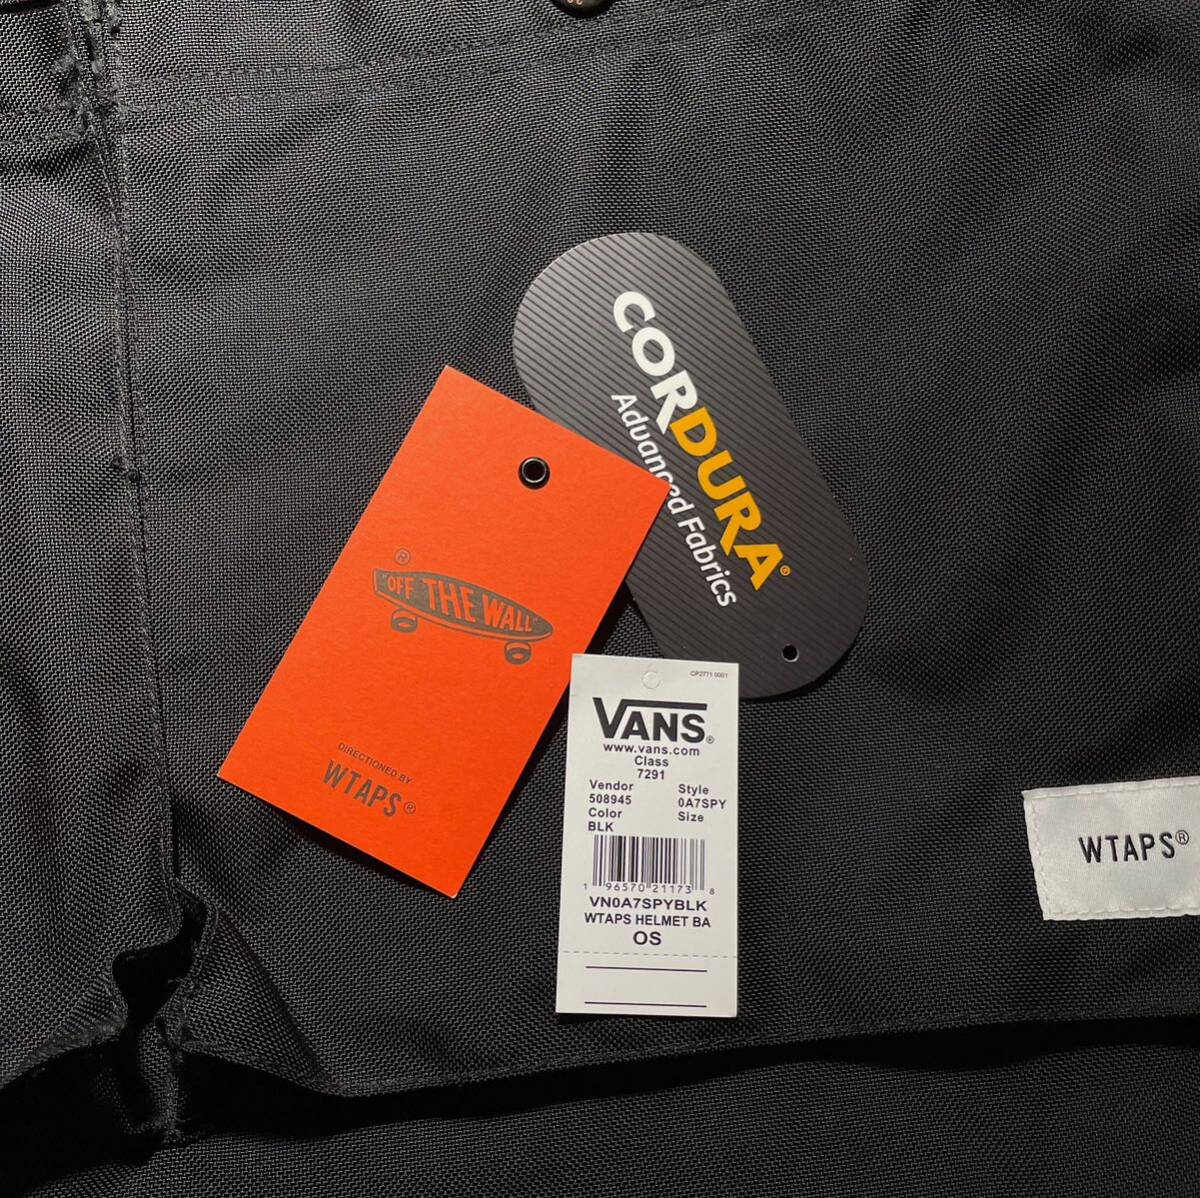 CORDURA®
Advanced Fabrics
®
"OFF THE WALL"
DIRECTIONED BY
WTAPS®
CP2771 0001
VANS®
www.vans.com
Class
7291
Vendor Style
508945 0A7SPY
Color Size
BLK
1 96570 21173 8
VN0A7SPYBLK
WTAPS HELMET BA
OS
WTAPS®